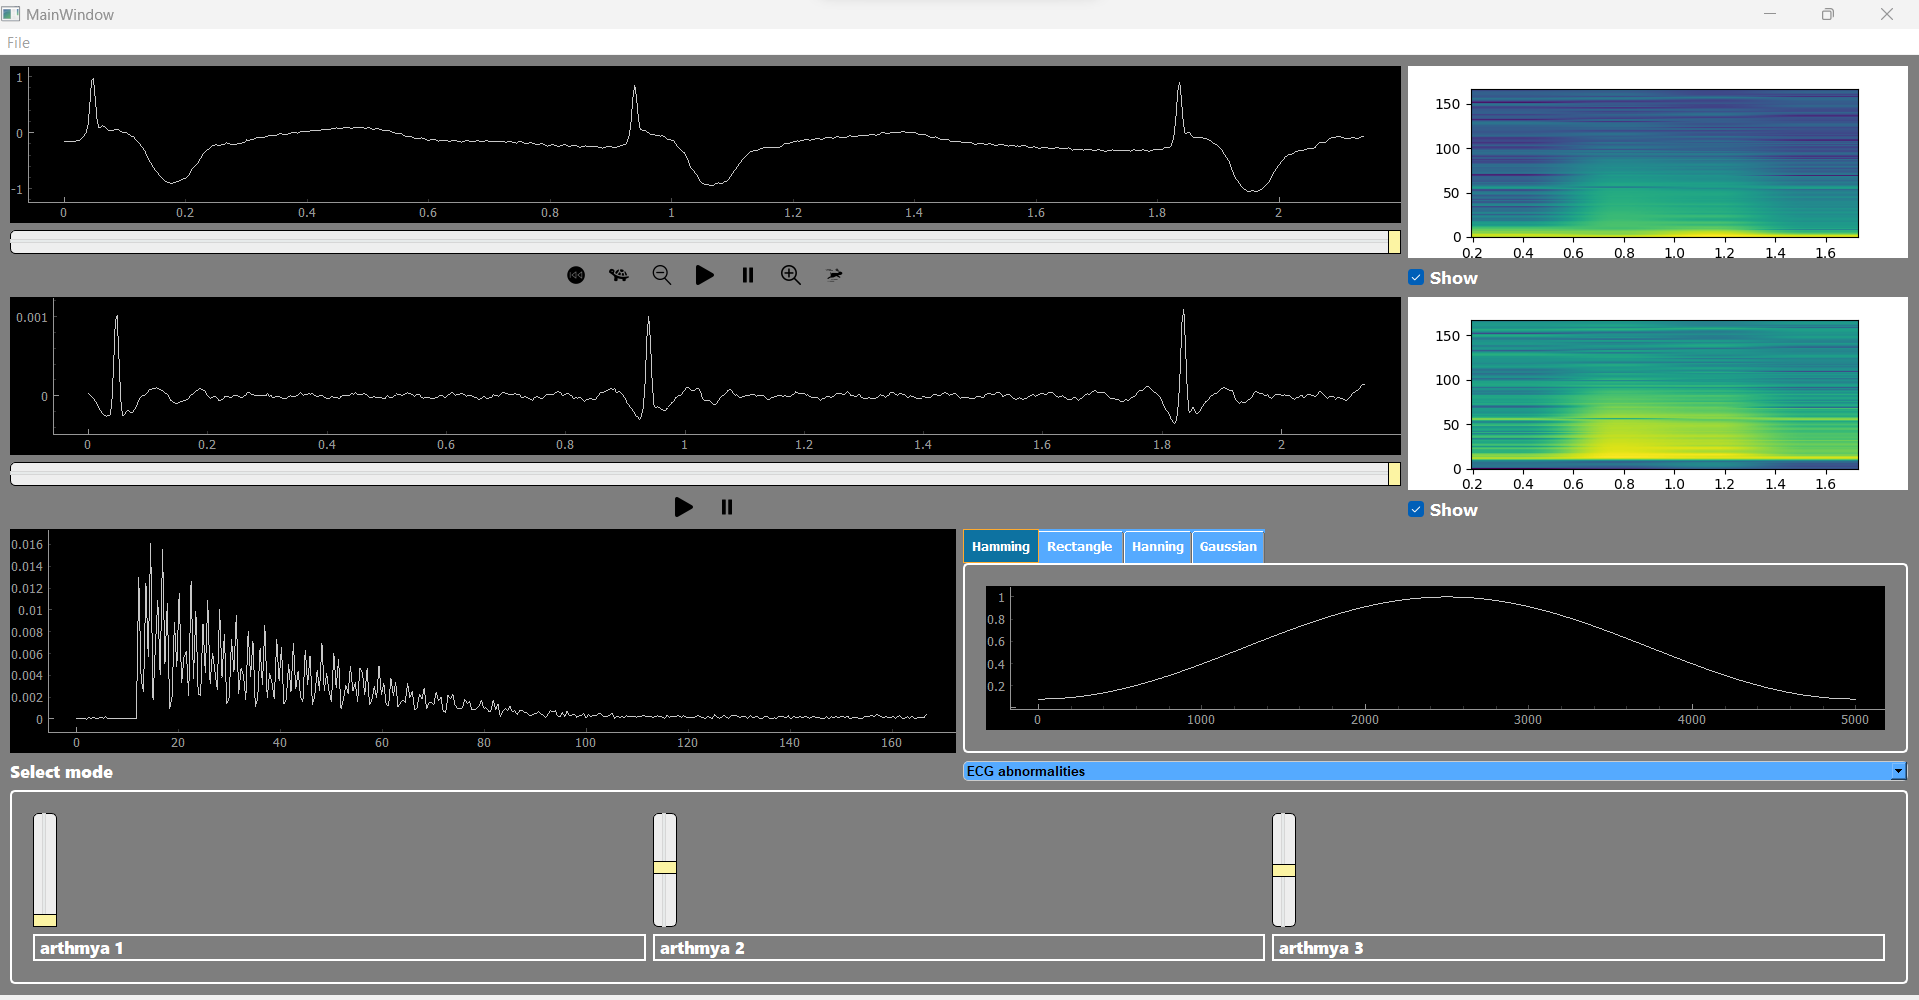 MainWindow
File
1
0
-1
0 0.2 0.4 0.6 0.8 1 1.2 1.4 1.6 1.8 2
150
100
50
0
0.2 0.4 0.6 0.8 1.0 1.2 1.4 1.6
Show
0.001
0
0 0.2 0.4 0.6 0.8 1 1.2 1.4 1.6 1.8 2
150
100
50
0
0.2 0.4 0.6 0.8 1.0 1.2 1.4 1.6
Show
0.016
0.014
0.012
0.01
0.008
0.006
0.004
0.002
0
0 20 40 60 80 100 120 140 160
Hamming Rectangle Hanning Gaussian
1
0.8
0.6
0.4
0.2
0 1000 2000 3000 4000 5000
Select mode
ECG abnormalities
arthmya 1
arthmya 2
arthmya 3